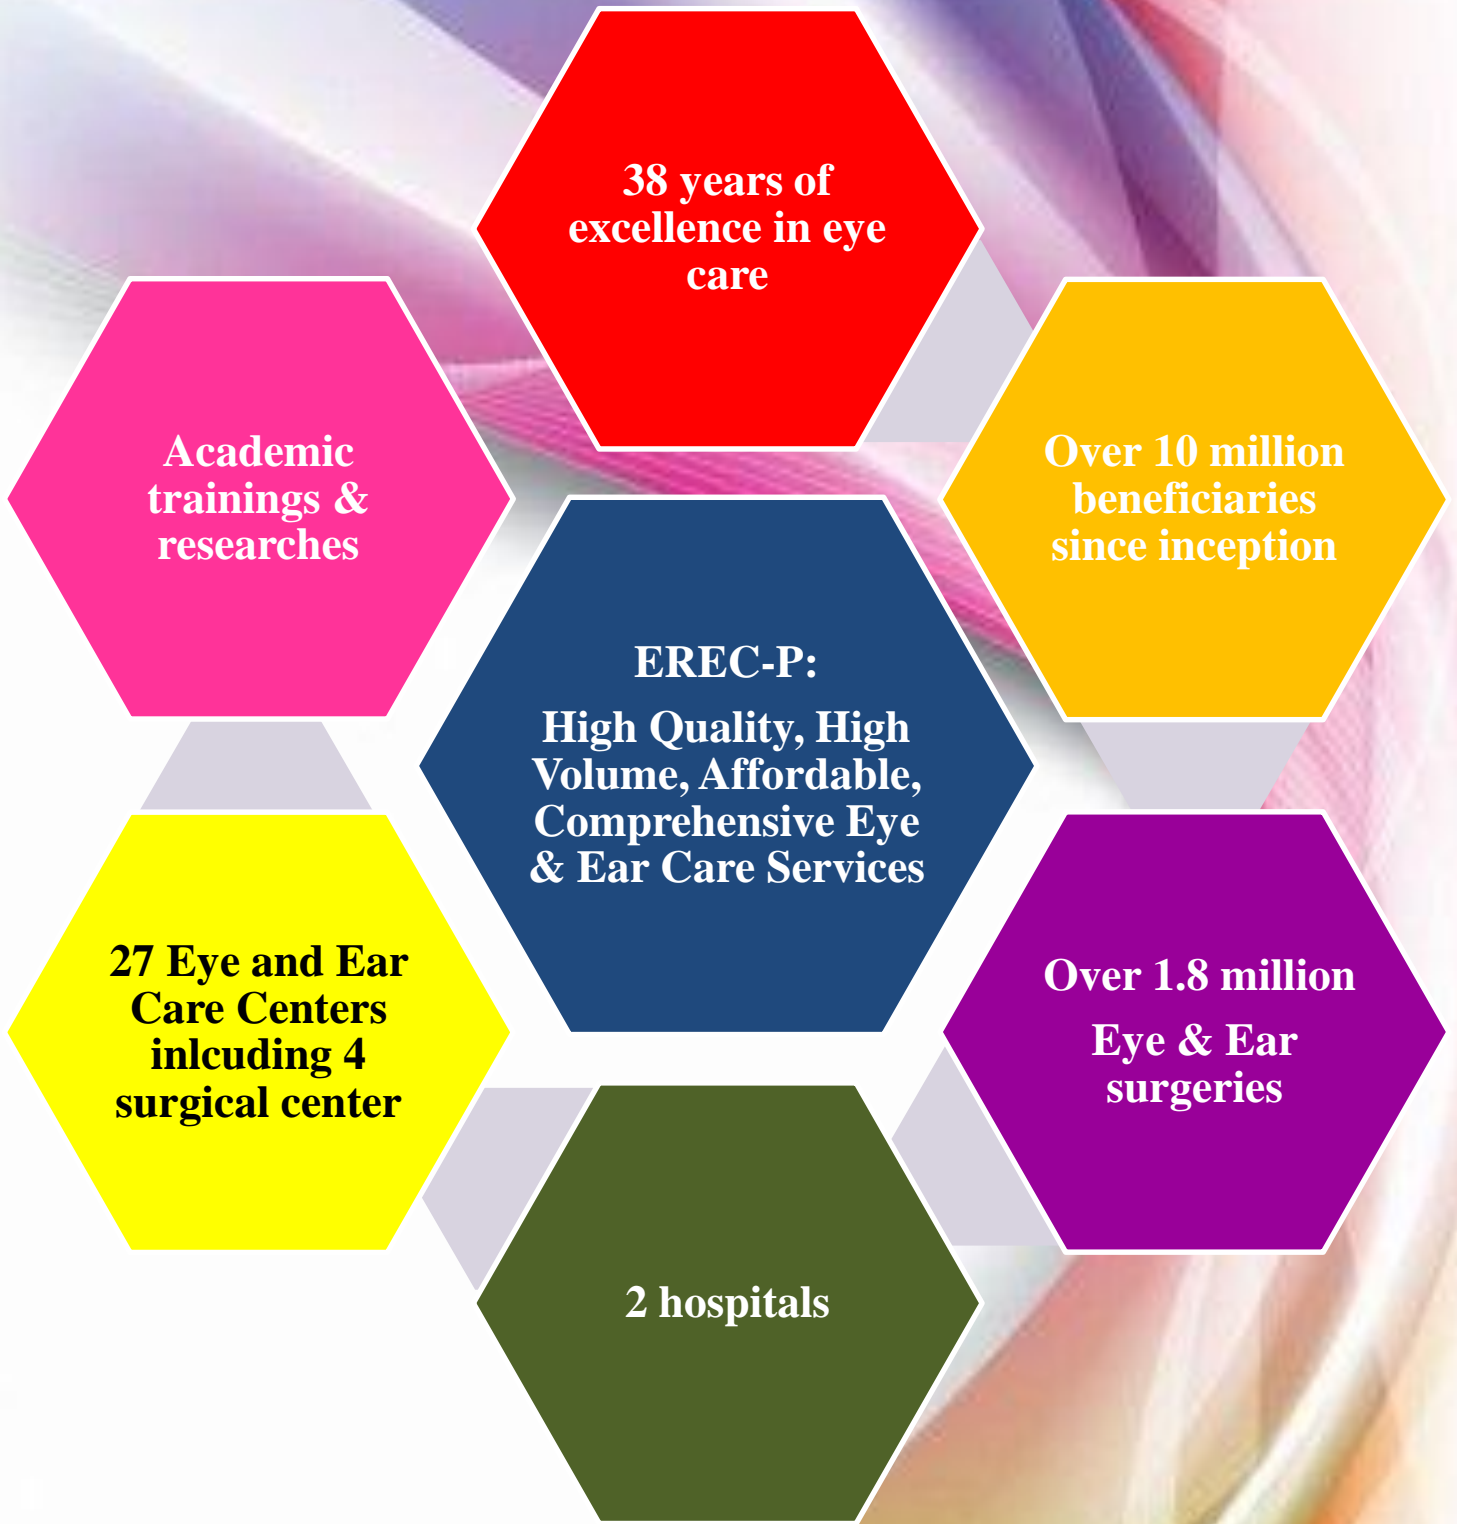 38 years of
excellence in eye
care
Over 10 million
beneficiaries
since inception
Over 1.8 million
Eye & Ear
surgeries
2 hospitals
27 Eye and Ear
Care Centers
inlcuding 4
surgical center
Academic
trainings &
researches
EREC-P:
High Quality, High
Volume, Affordable,
Comprehensive Eye
& Ear Care Services